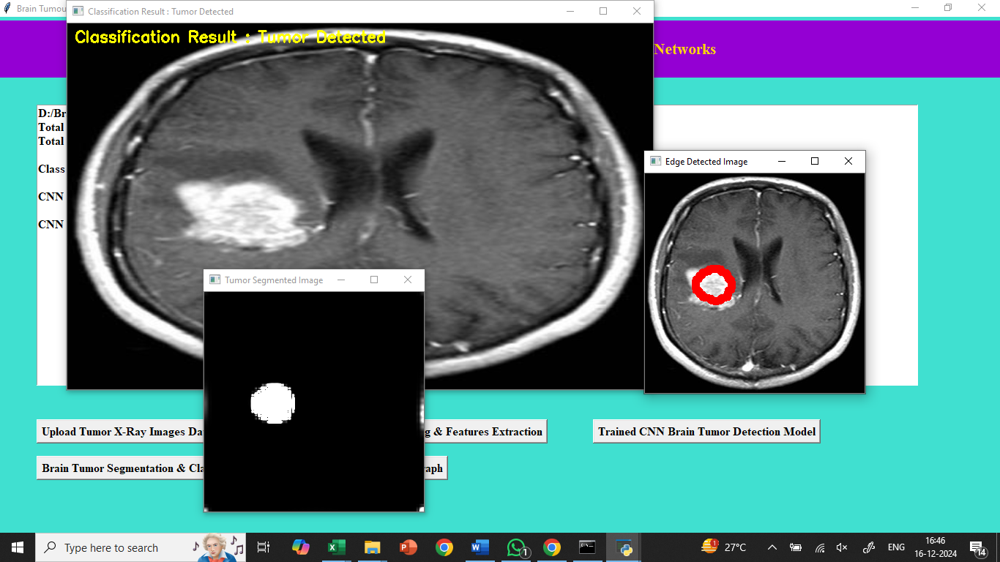 Brain Tumou
Classification Result : Tumor Detected
Classification Result : Tumor Detected
Networks
D:/Br
Total
Total
Class
CNN
CNN
Edge Detected Image
Tumor Segmented Image
Upload Tumor X-Ray Images Da
g & Features Extraction
Trained CNN Brain Tumor Detection Model
Brain Tumor Segmentation & Cla
raph
Type here to search
1
1
27°C
ENG
16:46
16-12-2024
14